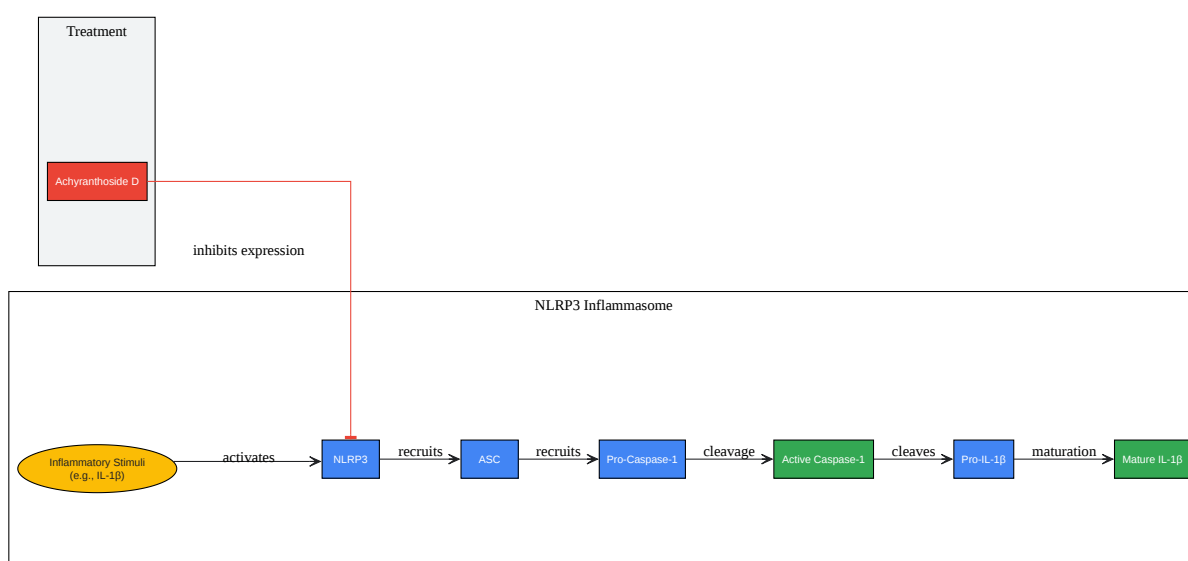 Treatment
Achyranthoside D
inhibits expression
NLRP3 Inflammasome
Inflammatory Stimuli
(e.g., IL-1β)
activates
NLRP3
recruits
ASC
recruits
Pro-Caspase-1
cleavage
Active Caspase-1
cleaves
Pro-IL-1β
maturation
Mature IL-1β